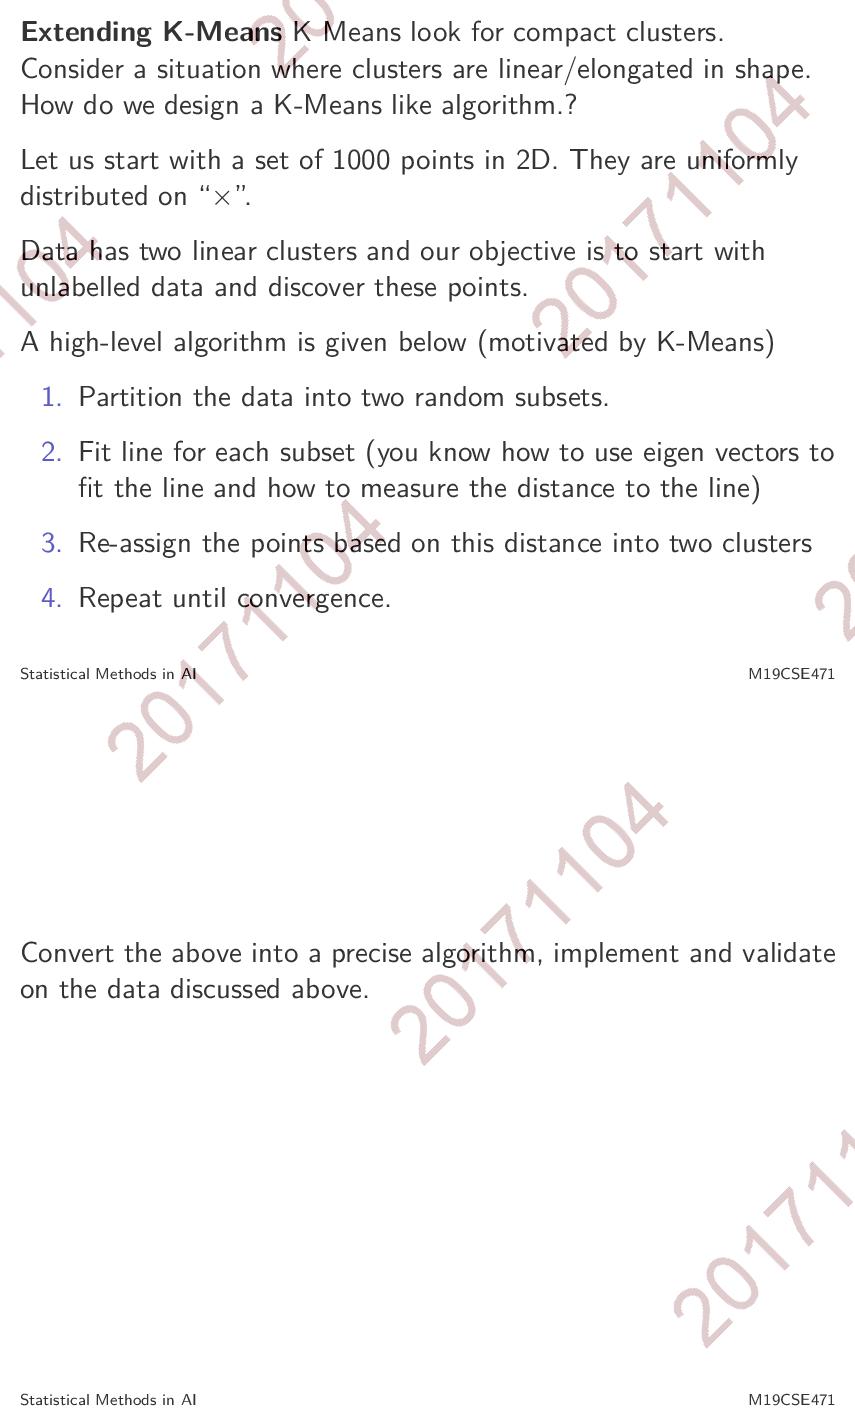 Extending K-Means K Means look for compact clusters.
Consider a situation where clusters are linear/elongated in shape.
How do we design a K-Means like algorithm.?
Let us start with a set of 1000 points in 2D. They are uniformly
distributed on “×”.
Data has two linear clusters and our objective is to start with
unlabelled data and discover these points.
A high-level algorithm is given below (motivated by K-Means)
1. Partition the data into two random subsets.
2. Fit line for each subset (you know how to use eigen vectors to
fit the line and how to measure the distance to the line)
3. Re-assign the points based on this distance into two clusters
4. Repeat until convergence.
Statistical Methods in AI
M19CSE471
Convert the above into a precise algorithm, implement and validate
on the data discussed above.
Statistical Methods in AI
M19CSE471
20
20171104
1104
20171104
20
20171104
201711